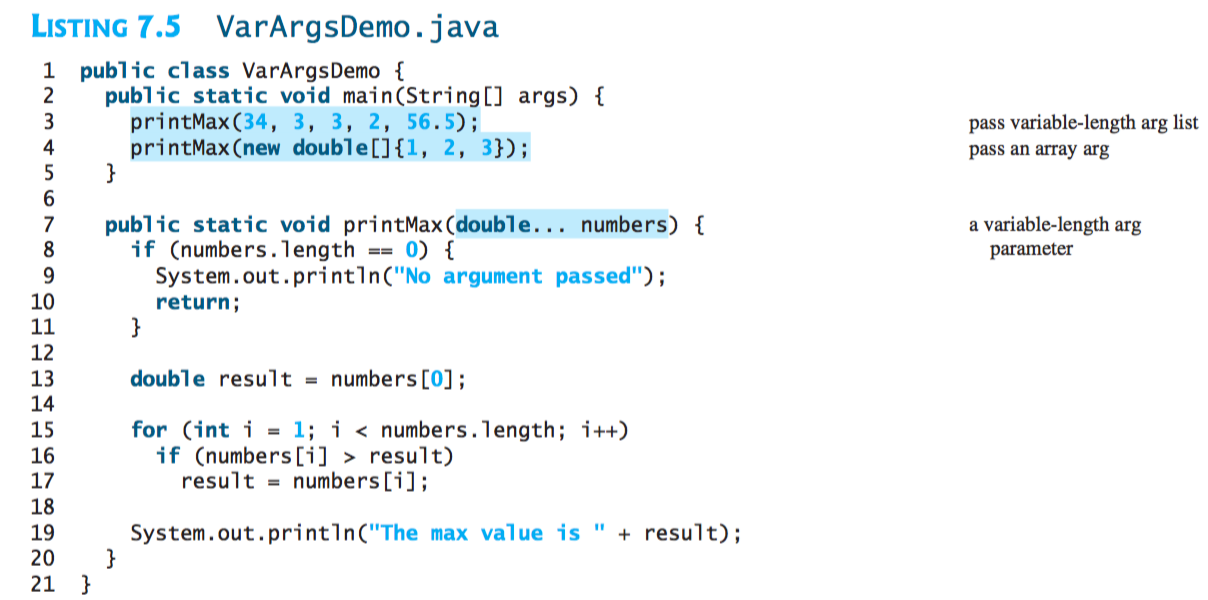 LISTING 7.5 VarArgsDemo.java
1 public class VarArgsDemo {
2   public static void main(String[] args) {
3     printMax(34, 3, 3, 2, 56.5); pass variable-length arg list
4     printMax(new double[]{1, 2, 3}); pass an array arg
5   }
6
7   public static void printMax(double... numbers) { a variable-length arg
8     if (numbers.length == 0) { parameter
9       System.out.println("No argument passed");
10       return;
11     }
12
13     double result = numbers[0];
14
15     for (int i = 1; i < numbers.length; i++)
16       if (numbers[i] > result)
17         result = numbers[i];
18
19     System.out.println("The max value is " + result);
20   }
21 }